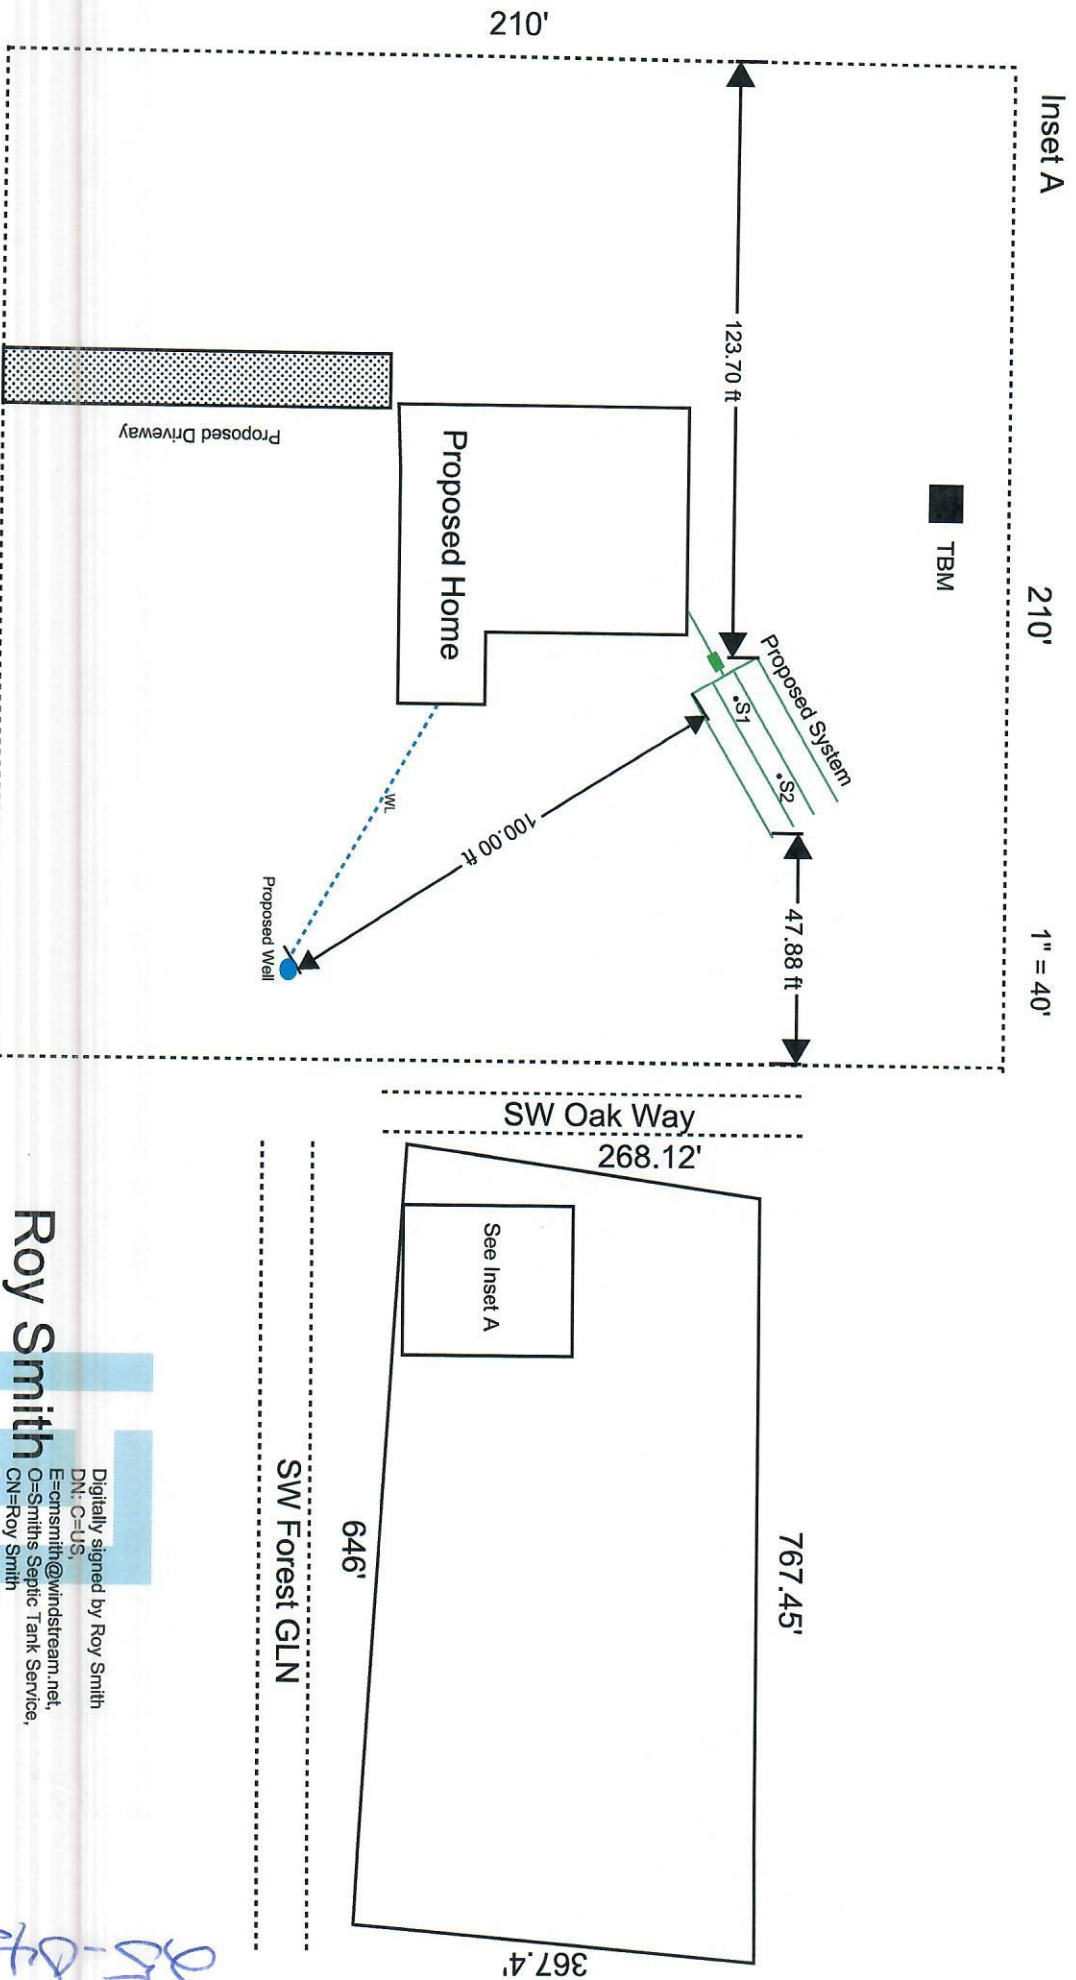 Inset A
210'
1" = 40'
210'
TBM
123.70 ft
Proposed System
S1
S2
47.88 ft
Proposed Home
Proposed Driveway
WL
100.00 ft
Proposed Well
SW Oak Way
268.12'
See Inset A
767.45'
646'
367.4'
SW Forest GLN
Roy Smith
Digitally signed by Roy Smith
DN: C=US,
E=cmsmith@windstream.net,
O=Smiths Septic Tank Service,
CN=Roy Smith